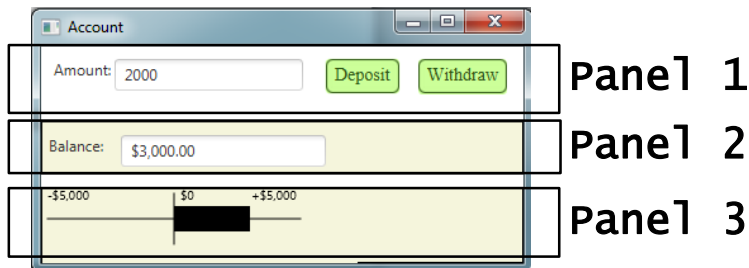 Account
Amount: 2000 Deposit Withdraw Panel 1
Balance: $3,000.00 Panel 2
-$5,000 $0 +$5,000
Panel 3